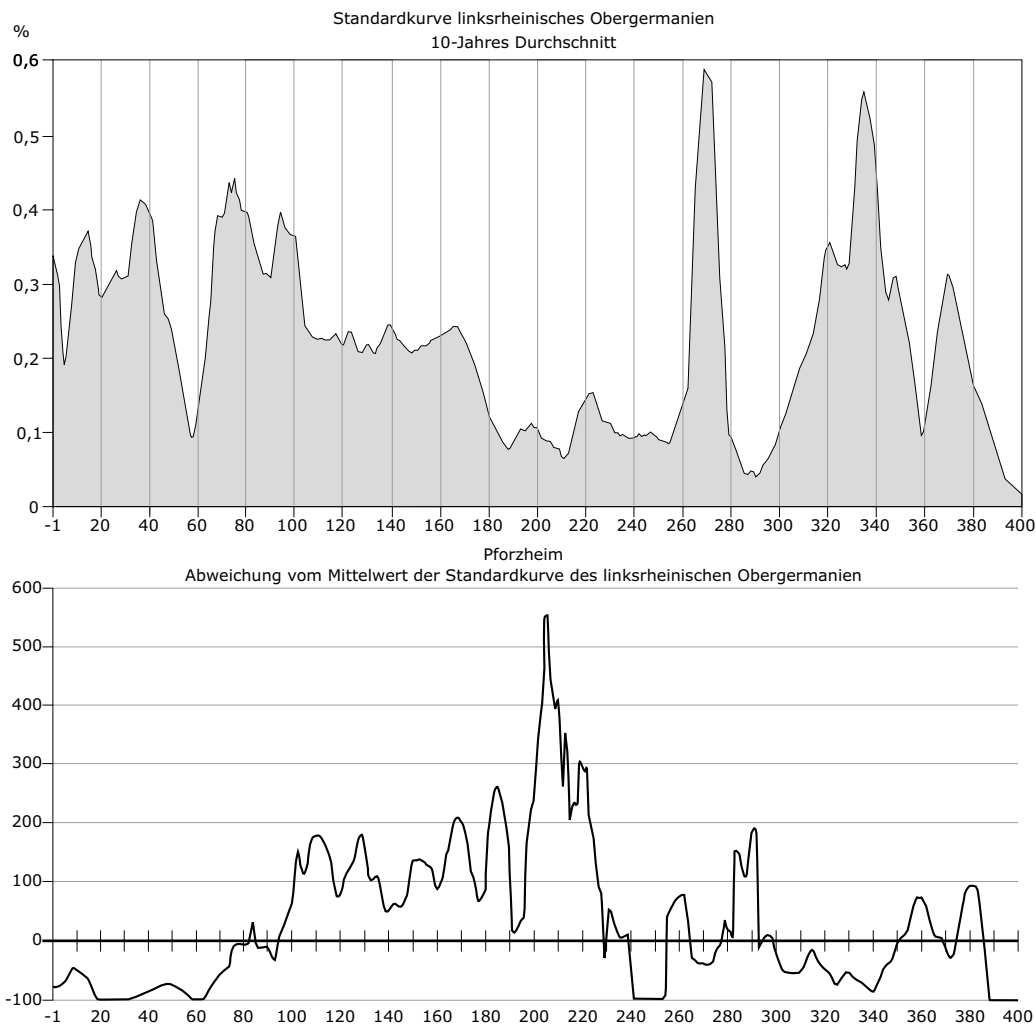 Standardkurve linksrheinisches Obergermanien
%
10-Jahres Durchschnitt
0,6
0,5
0,4
0,3
0,2
0,1
0
-1 20 40 60 80 100 120 140 160 180 200 220 240 260 280 300 320 340 360 380 400
Pforzheim
Abweichung vom Mittelwert der Standardkurve des linksrheinischen Obergermanien
600
500
400
300
200
100
0
-100
-1 20 40 60 80 100 120 140 160 180 200 220 240 260 280 300 320 340 360 380 400